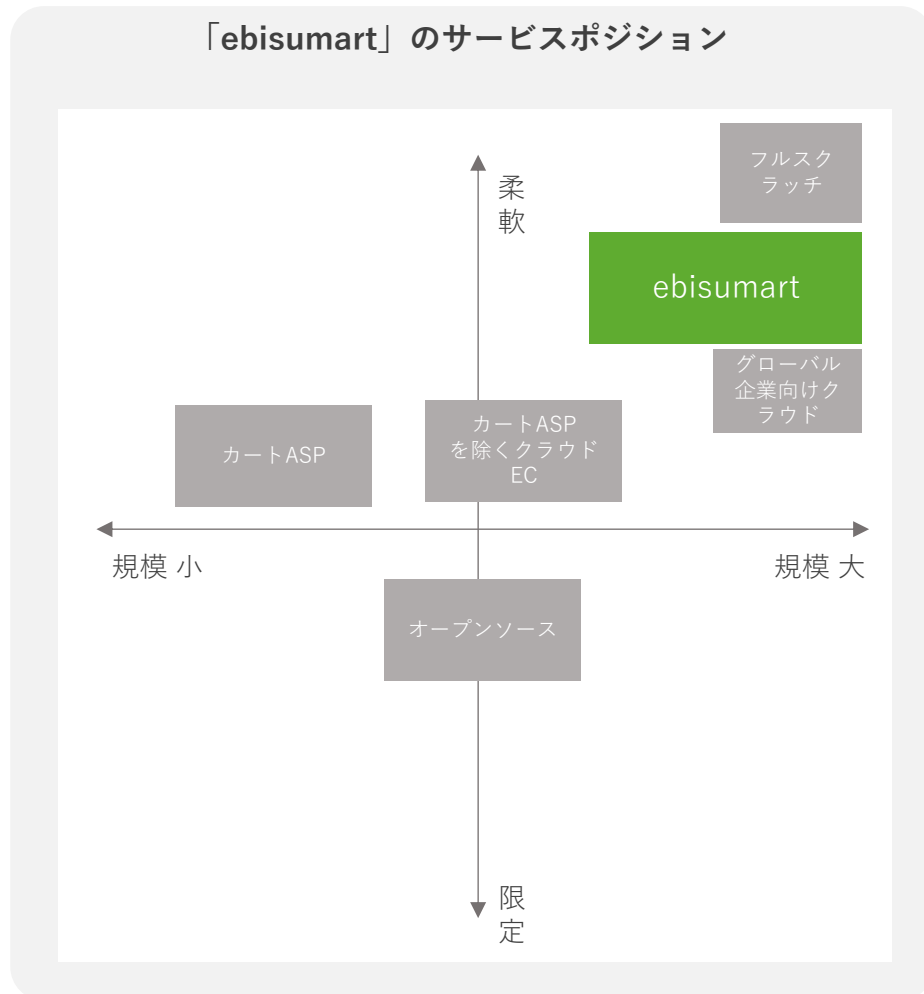 「ebisumart」のサービスポジション
フルスク
ラッチ
柔
軟
ebisumart
グローバル
企業向けク
ラウド
カートASP
カートASP
を除くクラウド
EC
規模 小
規模 大
オープンソース
限
定